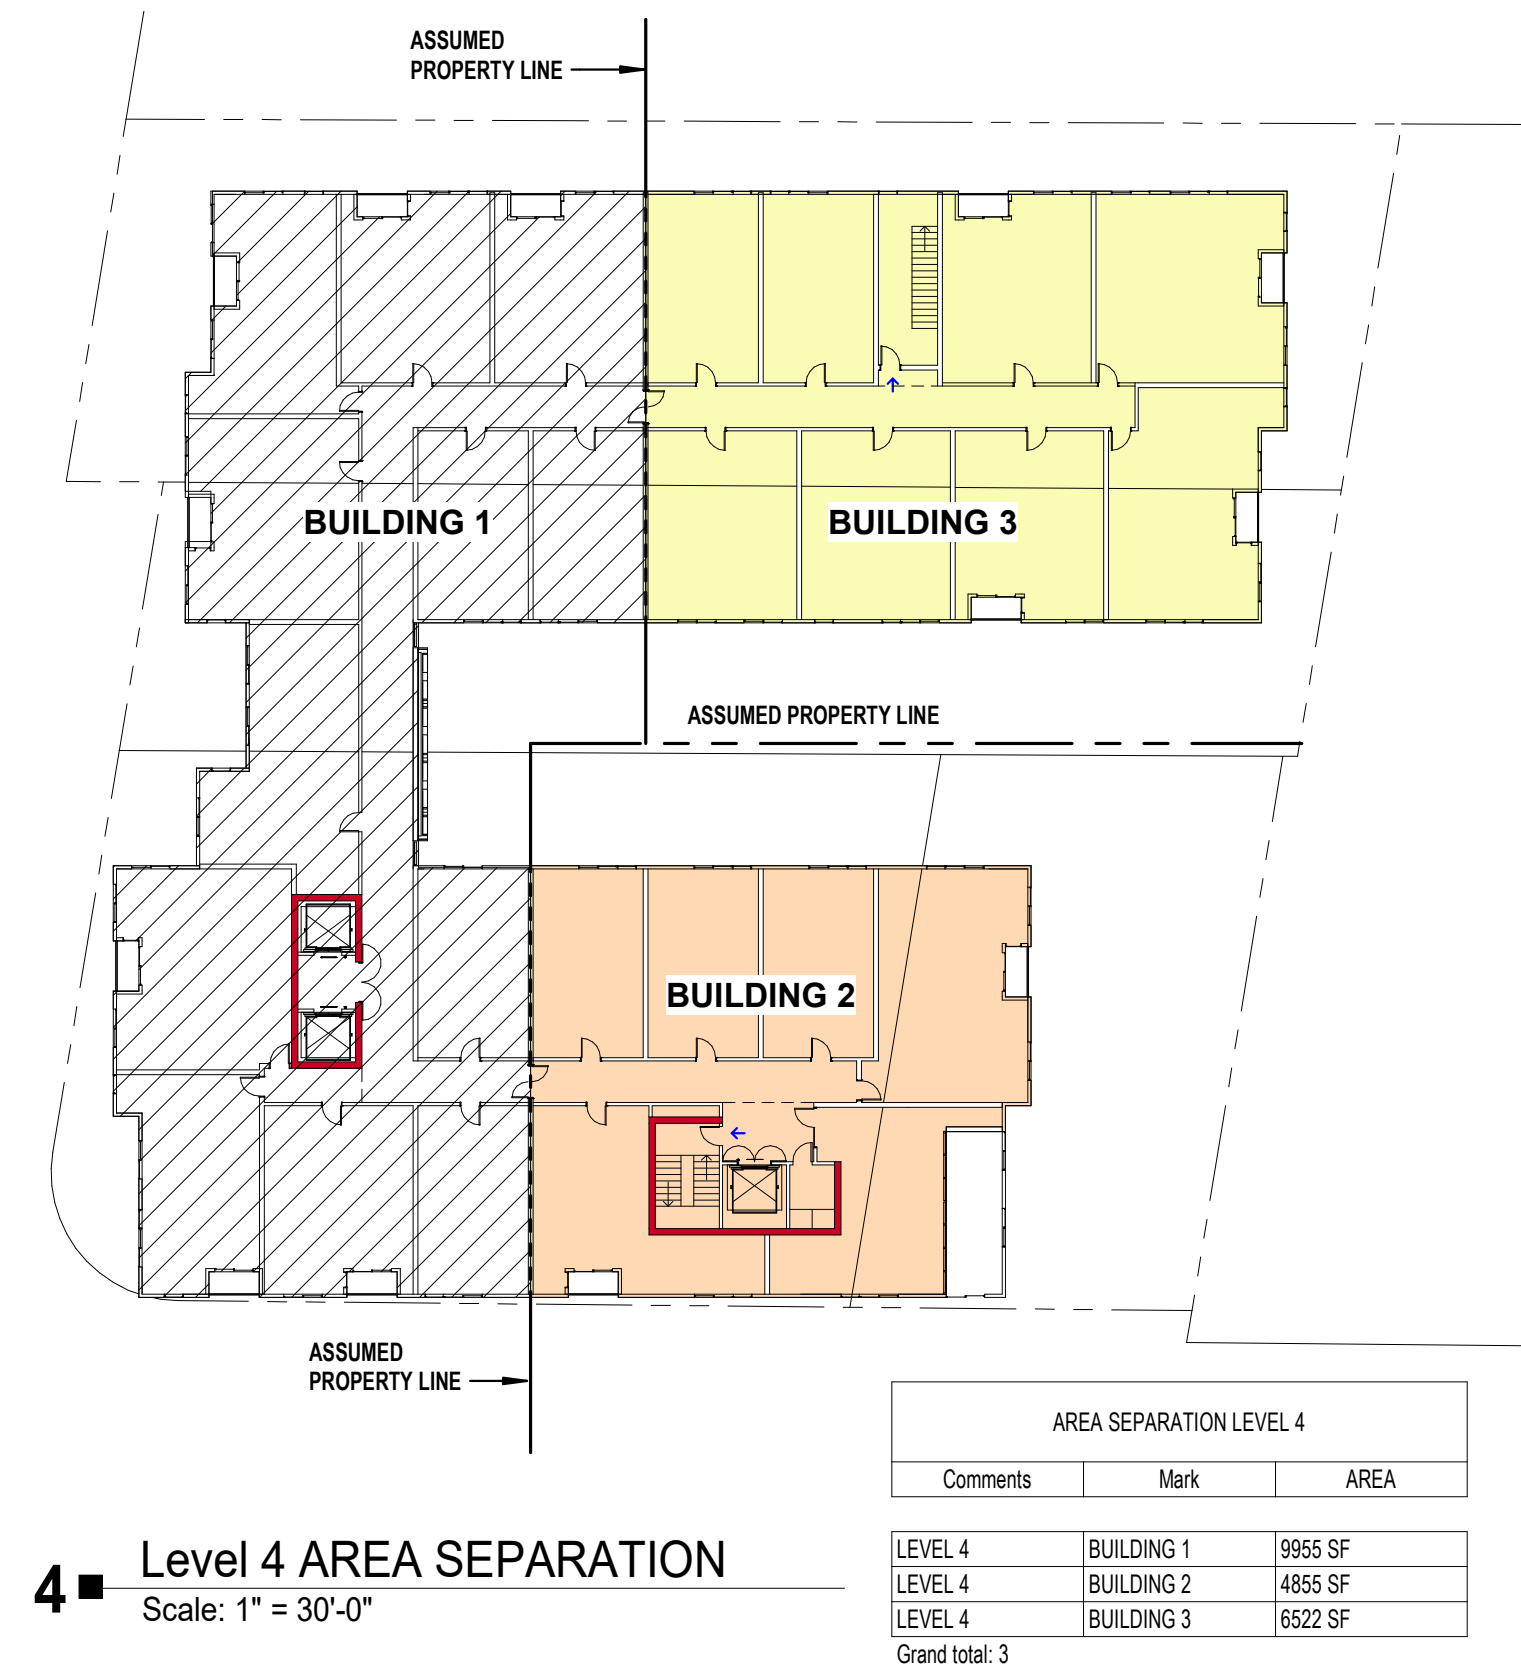 ASSUMED
PROPERTY LINE
BUILDING 1
BUILDING 3
ASSUMED PROPERTY LINE
BUILDING 2
ASSUMED
PROPERTY LINE
AREA SEPARATION LEVEL 4
Comments Mark AREA
LEVEL 4 BUILDING 1 9955 SF
LEVEL 4 BUILDING 2 4855 SF
LEVEL 4 BUILDING 3 6522 SF
Grand total: 3
4 Level 4 AREA SEPARATION
Scale: 1" = 30'-0"